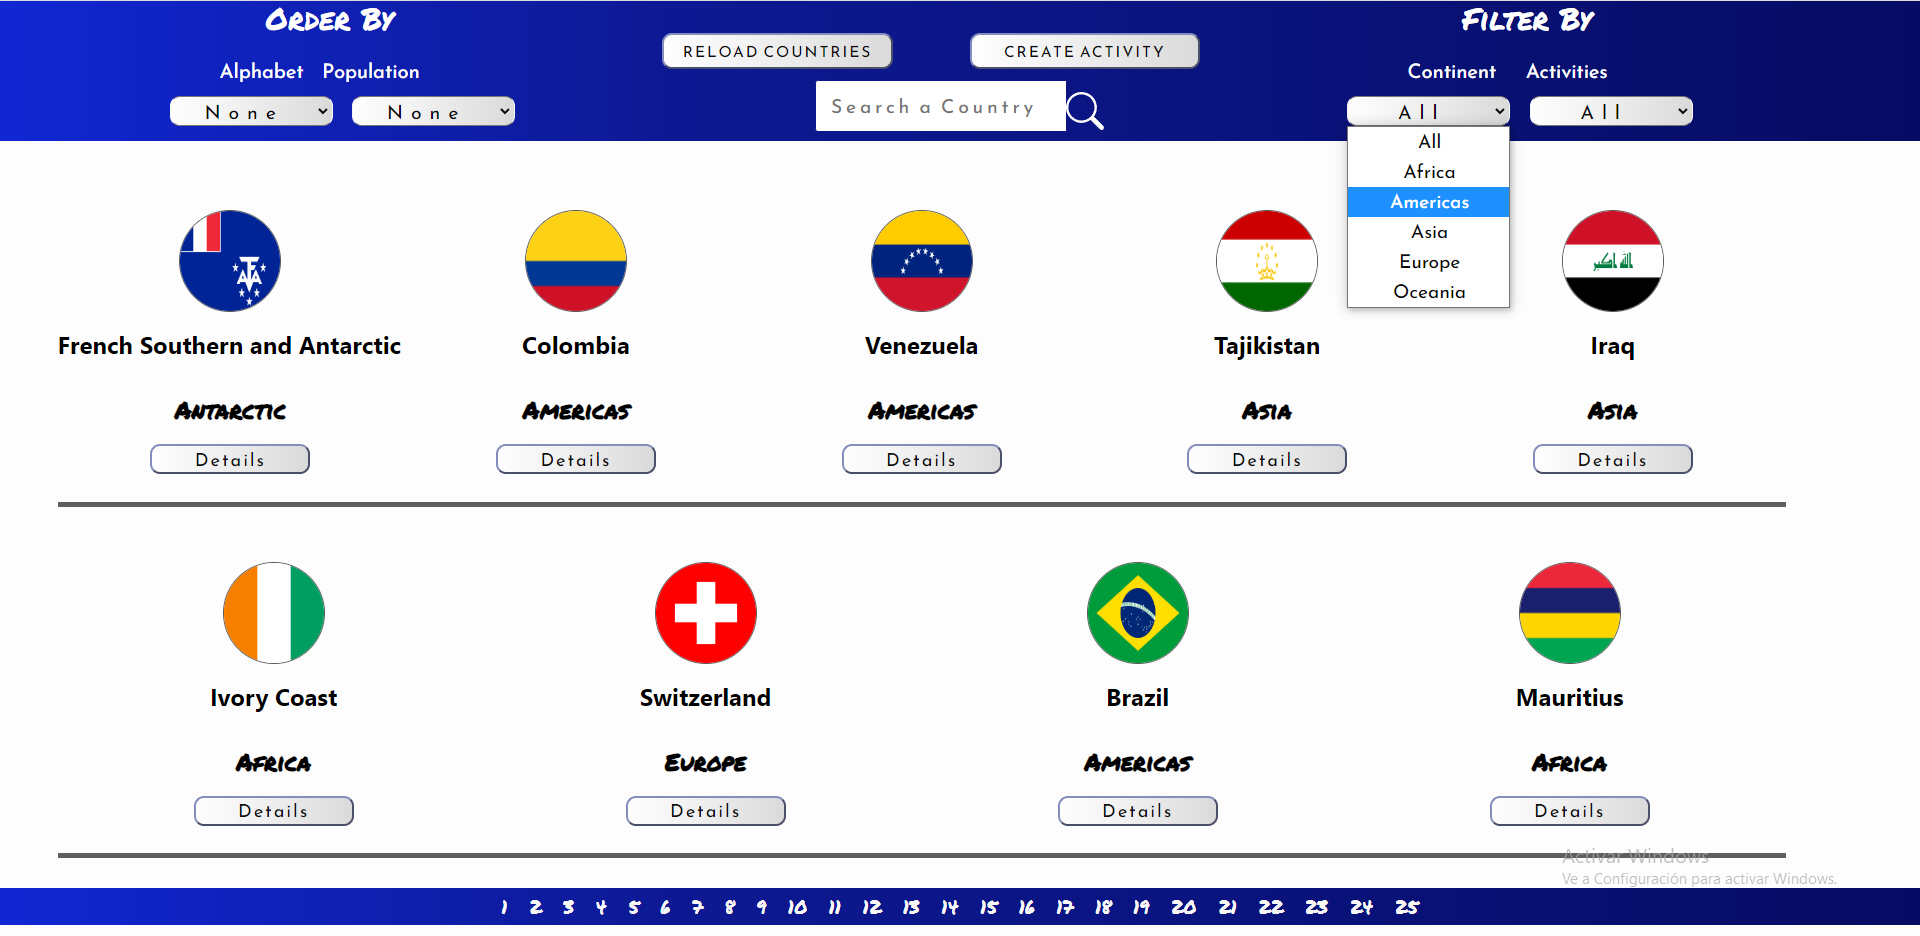 Order By
Filter By
RELOAD COUNTRIES
CREATE ACTIVITY
Alphabet Population
Continent Activities
None None
Search a Country
All All
All
Africa
Americas
Asia
Europe
Oceania
French Southern and Antarctic
Colombia
Venezuela
Tajikistan
Iraq
Antarctic
Americas
Americas
Asia
Asia
Details
Details
Details
Details
Details
Ivory Coast
Switzerland
Brazil
Mauritius
Africa
Europe
Americas
Africa
Details
Details
Details
Details
Activar Windows
Ve a Configuración para activar Windows.
1 2 3 4 5 6 7 8 9 10 11 12 13 14 15 16 17 18 19 20 21 22 23 24 25